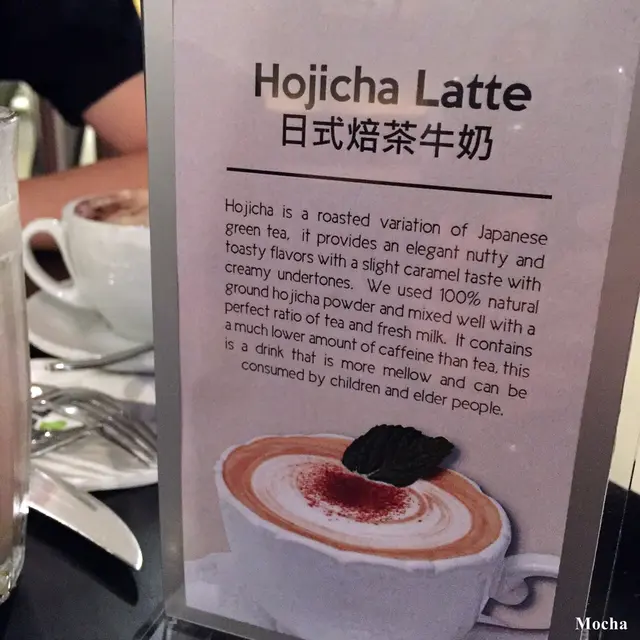 Hojicha Latte
日式焙茶牛奶
Hojicha is a roasted variation of Japanese
green tea, it provides an elegant nutty and
toasty flavors with a slight caramel taste with
creamy undertones. We used 100% natural
ground hojicha powder and mixed well with a
perfect ratio of tea and fresh milk. It contains
a much lower amount of caffeine than tea, this
is a drink that is more mellow and can be
consumed by children and elder people.
Mocha